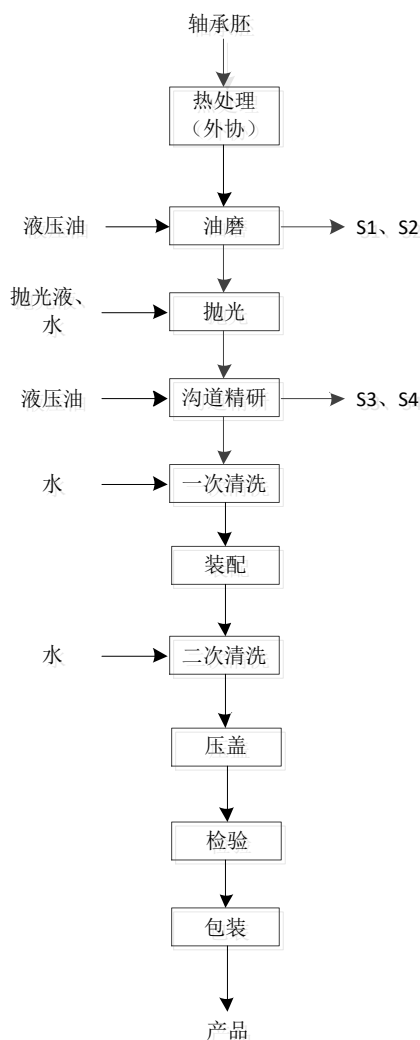 轴承胚
热处理
（外协）
液压油
油磨
S1、S2
抛光液、
水
抛光
液压油
沟道精研
S3、S4
水
一次清洗
装配
水
二次清洗
压盖
检验
包装
产品